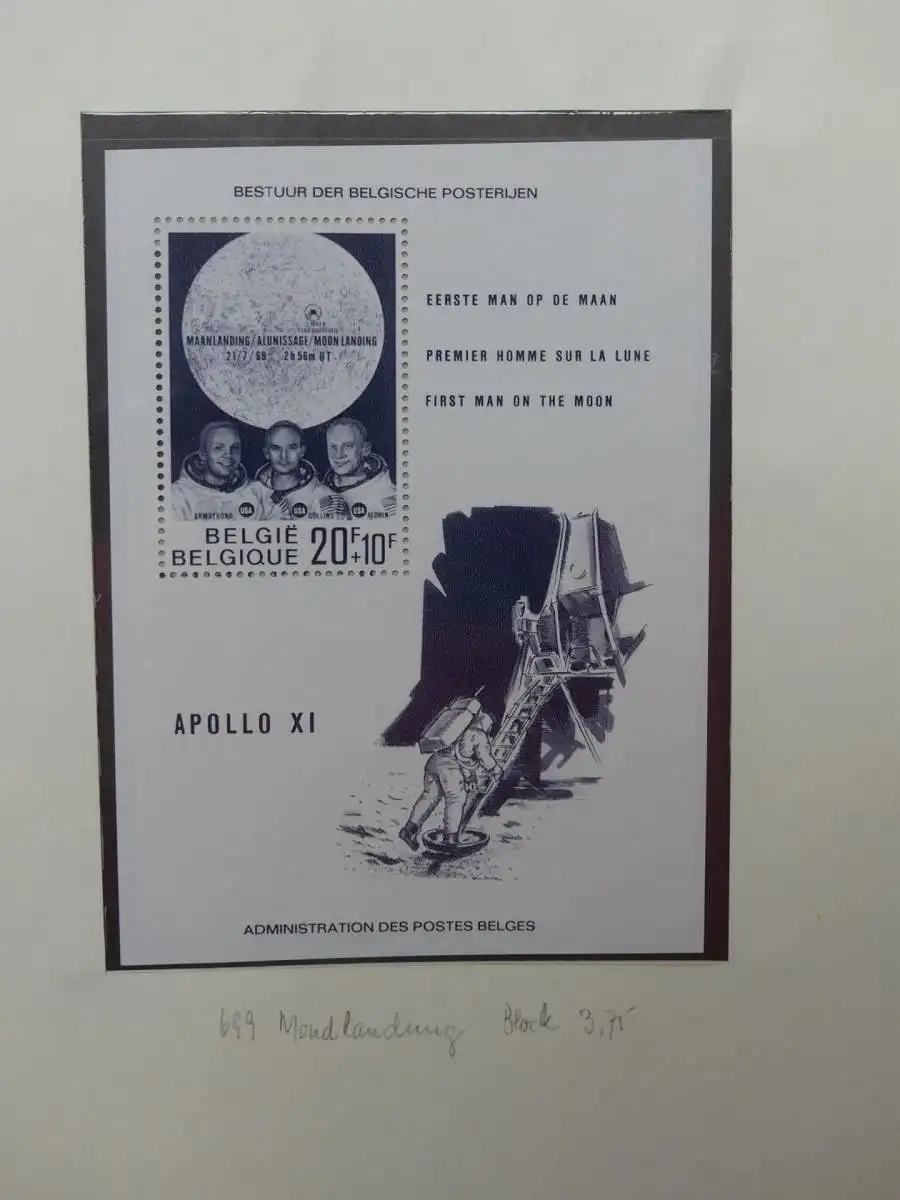 BESTUUR DER BELGISCHE POSTERIJEN
MAANLANDING/ALUNISSAGE/MOON LANDING
21/7/69 2h56m UT
ARMSTRONG USA USA COLLINS USA ALDRIN
BELGIË
BELGIQUE
20F+10F
EERSTE MAN OP DE MAAN
PREMIER HOMME SUR LA LUNE
FIRST MAN ON THE MOON
APOLLO XI
ADMINISTRATION DES POSTES BELGES
699 Mondlandung Block 3,75